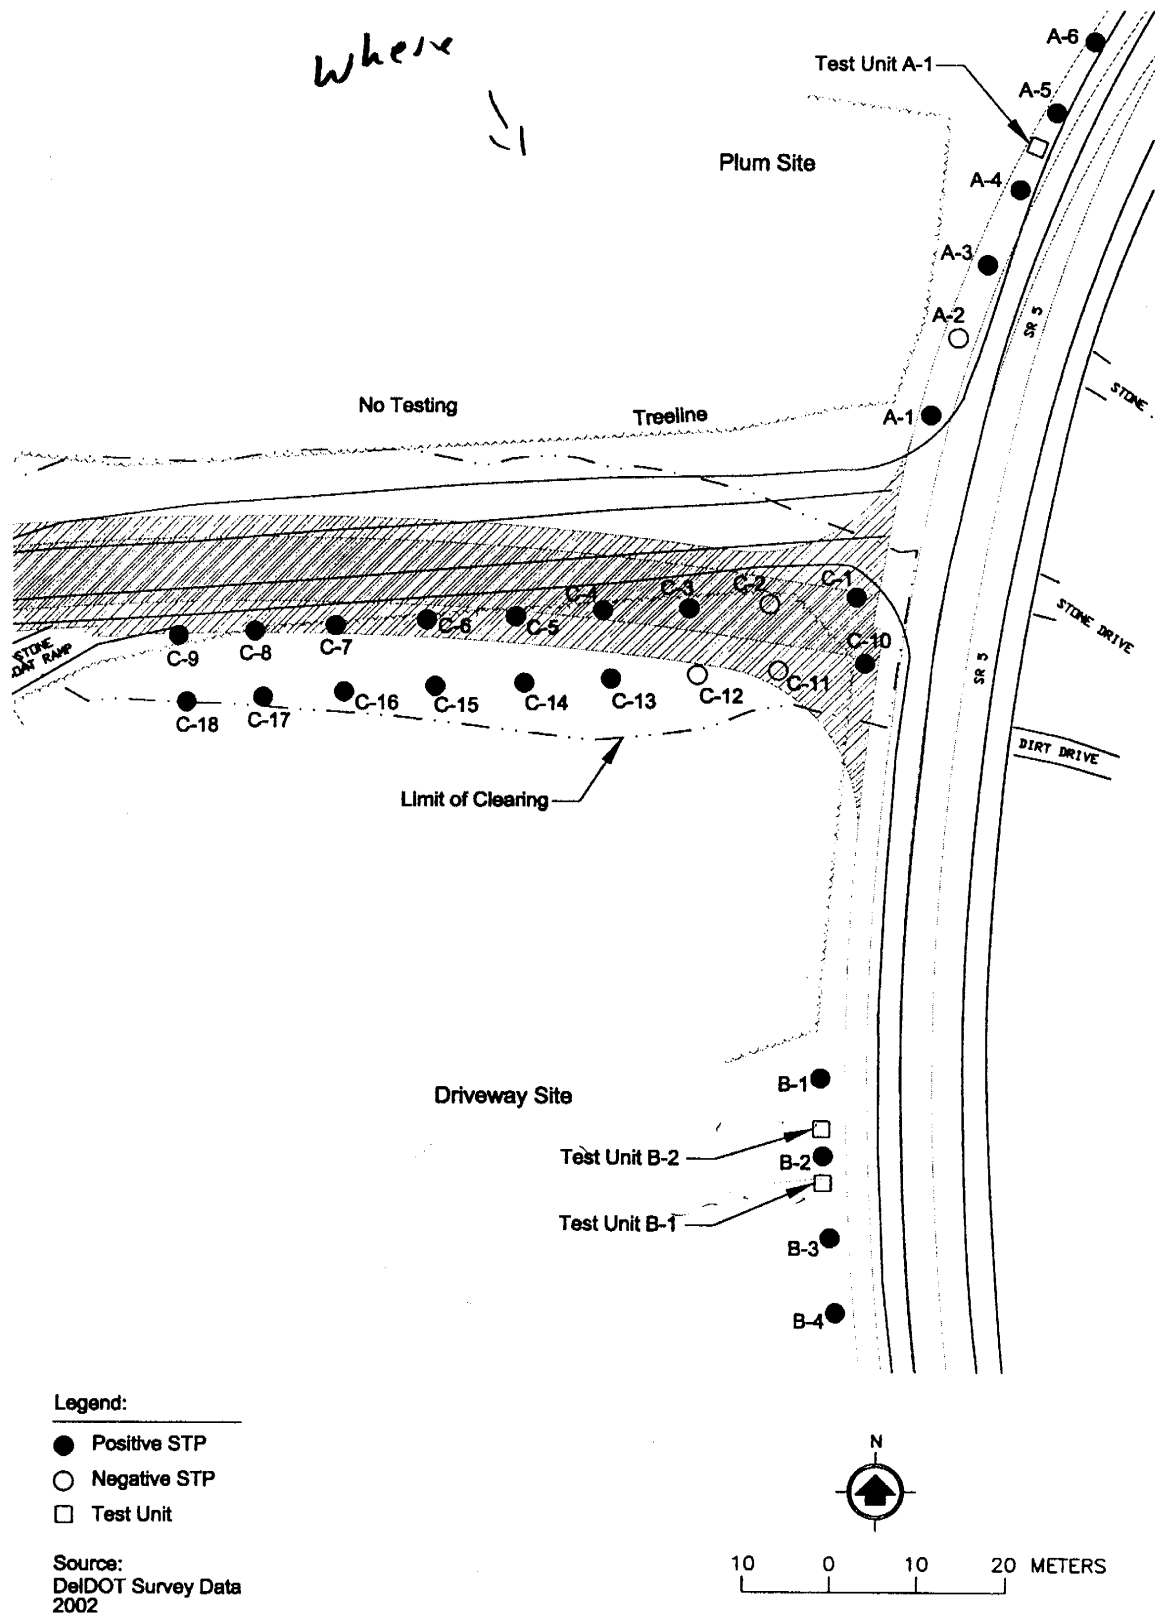 where
A-6
Test Unit A-1
A-5
Plum Site
A-4
A-3
A-2
SR 5
STONE
No Testing
Treeline
A-1
C-4
C-3
C-2
C-1
STONE DRIVE
C-6
C-5
C-10
STONE
C-9
C-8
C-7
C-11
SR 5
RAMP
C-18
C-17
C-16
C-15
C-14
C-13
C-12
DIRT DRIVE
Limit of Clearing
B-1
Driveway Site
Test Unit B-2
B-2
Test Unit B-1
B-3
B-4
Legend:
Positive STP
Negative STP
Test Unit
N
Source:
DelDOT Survey Data
2002
10 0 10 20 METERS